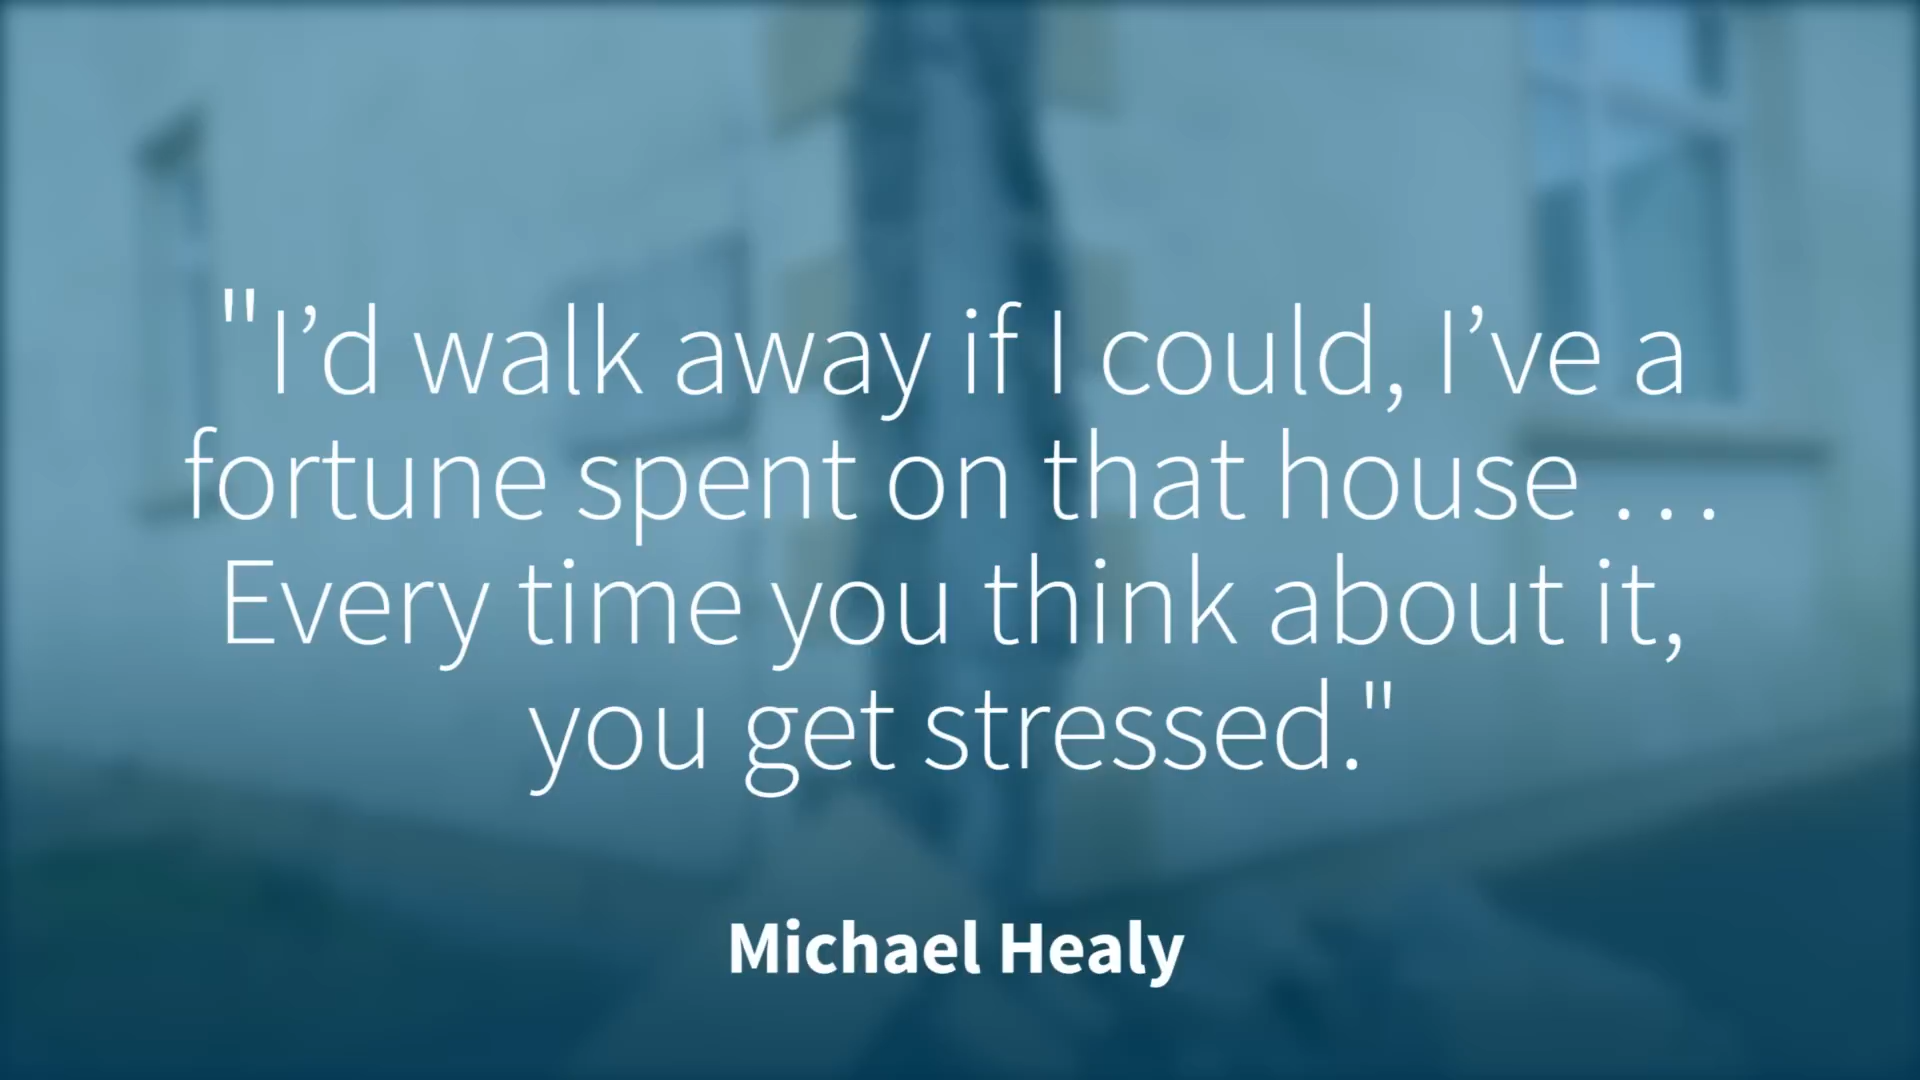 "I’d walk away if I could, I’ve a
fortune spent on that house …
Every time you think about it,
you get stressed."
Michael Healy